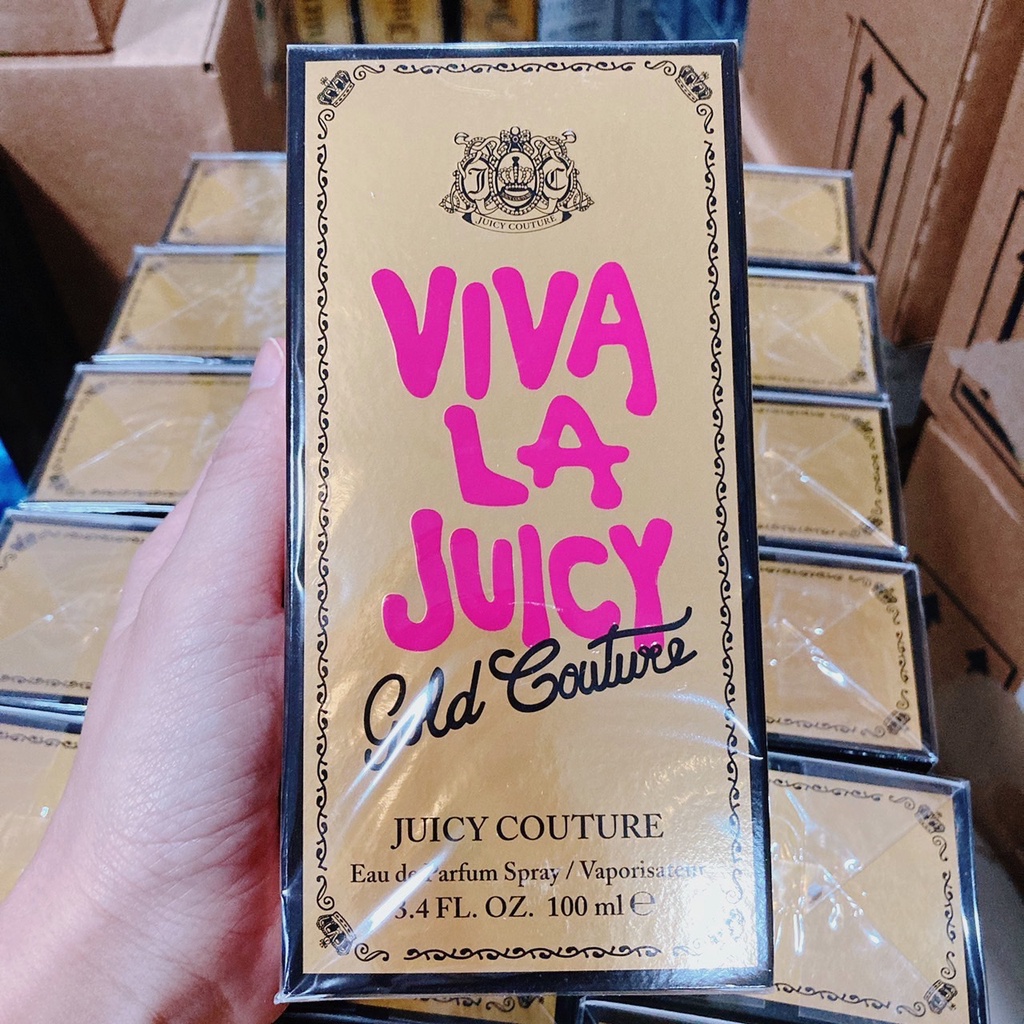 J C
JUICY COUTURE
VIVA
LA
JUICY
Gold Couture
JUICY COUTURE
Eau de Parfum Spray / Vaporisateur
3.4 FL. OZ. 100 ml ℮